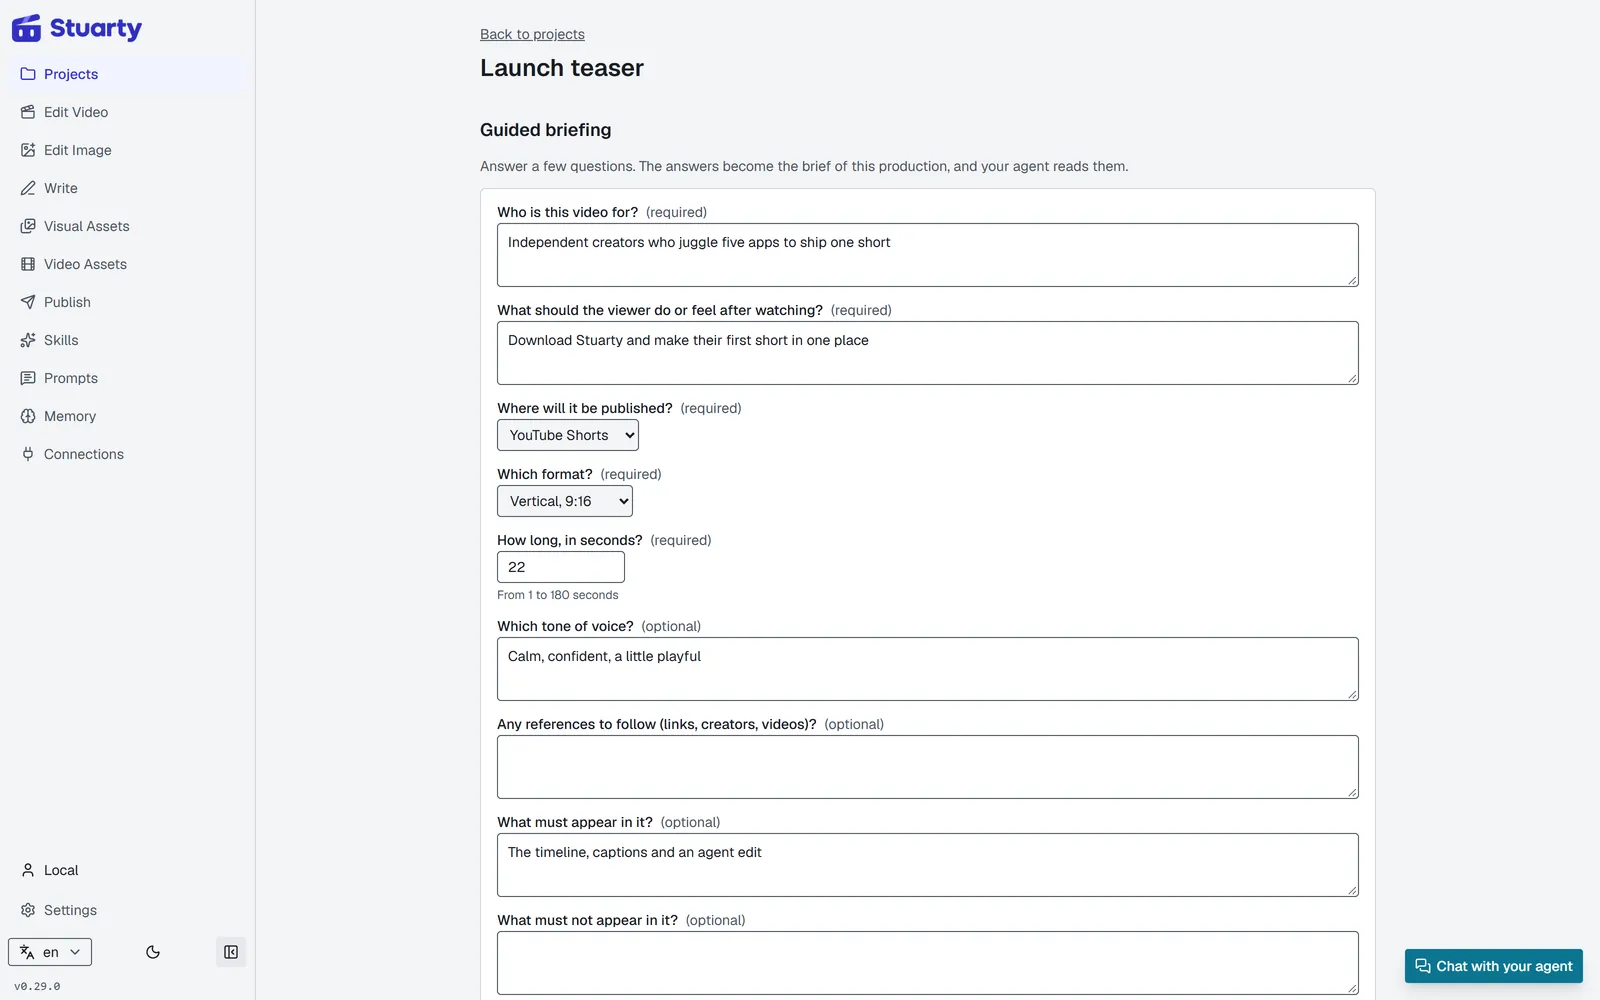 Stuarty
Projects
Edit Video
Edit Image
Write
Visual Assets
Video Assets
Publish
Skills
Prompts
Memory
Connections
Local
Settings
en
v0.29.0
Back to projects
Launch teaser
Guided briefing
Answer a few questions. The answers become the brief of this production, and your agent reads them.
Who is this video for? (required)
Independent creators who juggle five apps to ship one short
What should the viewer do or feel after watching? (required)
Download Stuarty and make their first short in one place
Where will it be published? (required)
YouTube Shorts
Which format? (required)
Vertical, 9:16
How long, in seconds? (required)
22
From 1 to 180 seconds
Which tone of voice? (optional)
Calm, confident, a little playful
Any references to follow (links, creators, videos)? (optional)
What must appear in it? (optional)
The timeline, captions and an agent edit
What must not appear in it? (optional)
Chat with your agent